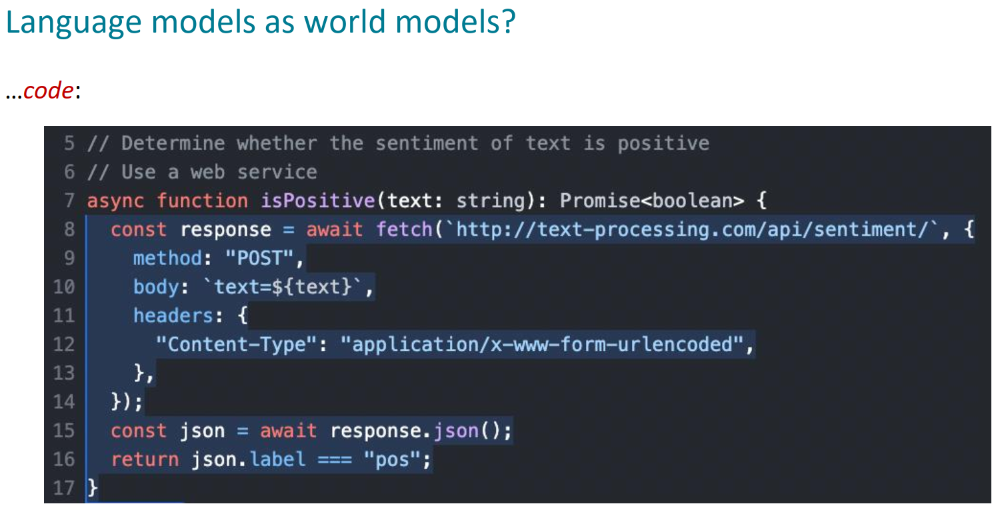 Language models as world models?
…code:
5 // Determine whether the sentiment of text is positive
6 // Use a web service
7 async function isPositive(text: string): Promise<boolean> {
8   const response = await fetch(`http://text-processing.com/api/sentiment/`, {
9     method: "POST",
10     body: `text=${text}`,
11     headers: {
12       "Content-Type": "application/x-www-form-urlencoded",
13     },
14   });
15   const json = await response.json();
16   return json.label === "pos";
17 }